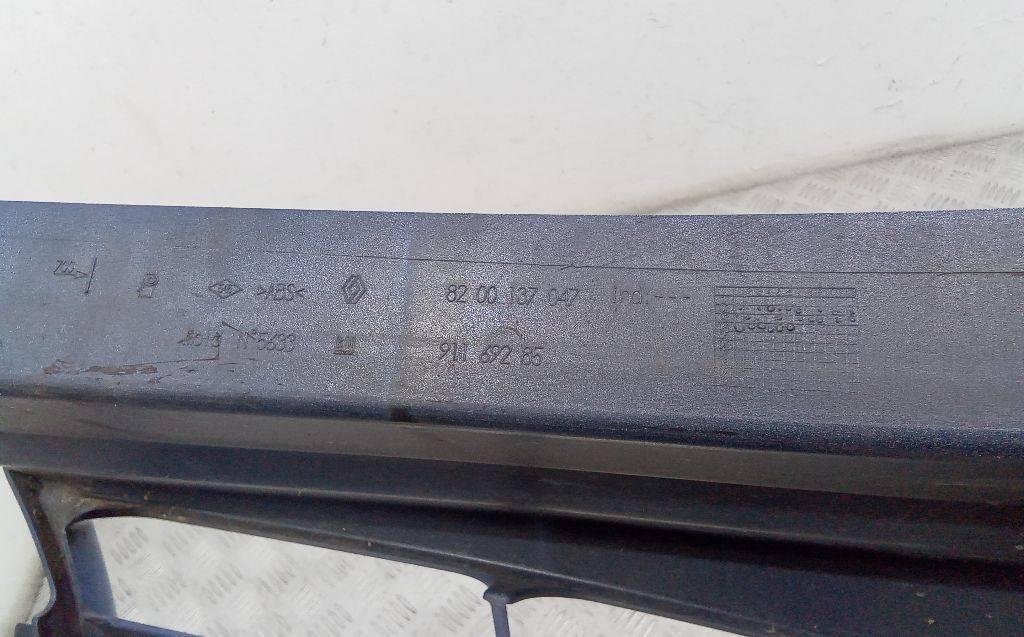 >ABS< 82 00 137 047 Ind.:---
N°5633 911 692 85